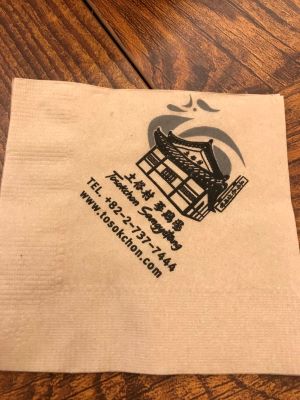 土俗村 蔘鷄湯
Tosokchon Samgyetang
TEL. +82-2-737-7444
www.tosokchon.com